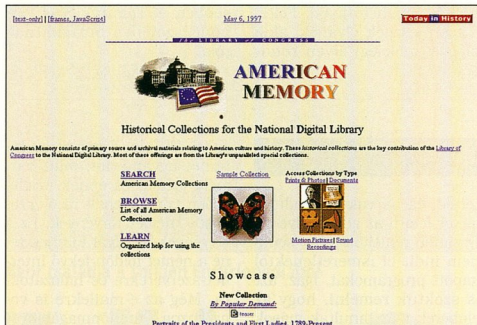 [text-only] | [frames, JavaScript]
May 6, 1997
Today in History
THE LIBRARY OF CONGRESS
AMERICAN
MEMORY
Historical Collections for the National Digital Library
American Memory consists of primary source and archival materials relating to American culture and history. These historical collections are the key contribution of the Library of
Congress to the National Digital Library. Most of these offerings are from the Library's unparalleled special collections.
SEARCH
American Memory Collections
BROWSE
List of all American Memory
Collections
LEARN
Organized help for using the
collections
Sample Collection
Access Collections by Type
Prints & Photos | Documents
Motion Pictures | Sound
Recordings
Showcase
New Collection
By Popular Demand:
Portraits of the Presidents and First Ladies, 1789-Present